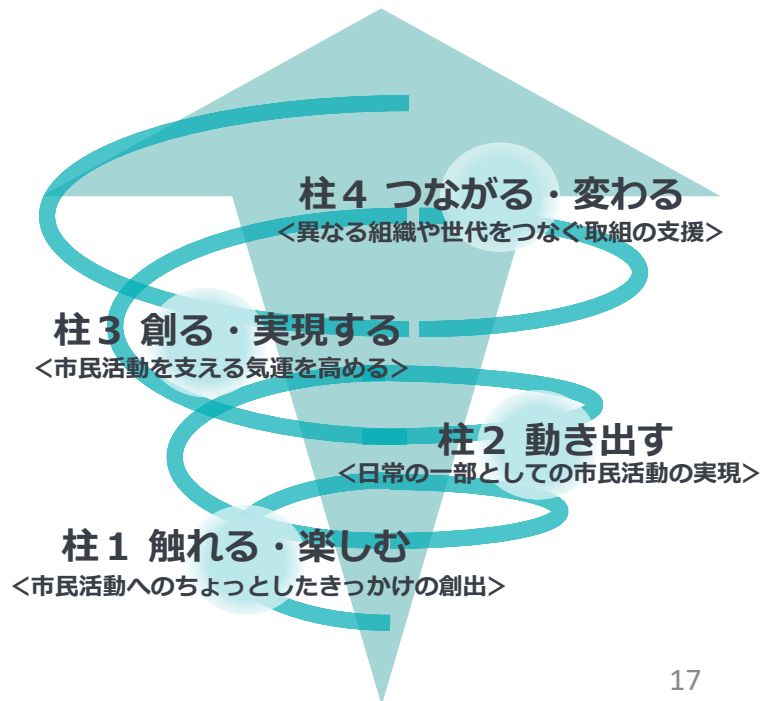 柱４ つながる・変わる
<異なる組織や世代をつなぐ取組の支援>
柱３ 創る・実現する
<市民活動を支える気運を高める>
柱２ 動き出す
<日常の一部としての市民活動の実現>
柱１ 触れる・楽しむ
<市民活動へのちょっとしたきっかけの創出>
17